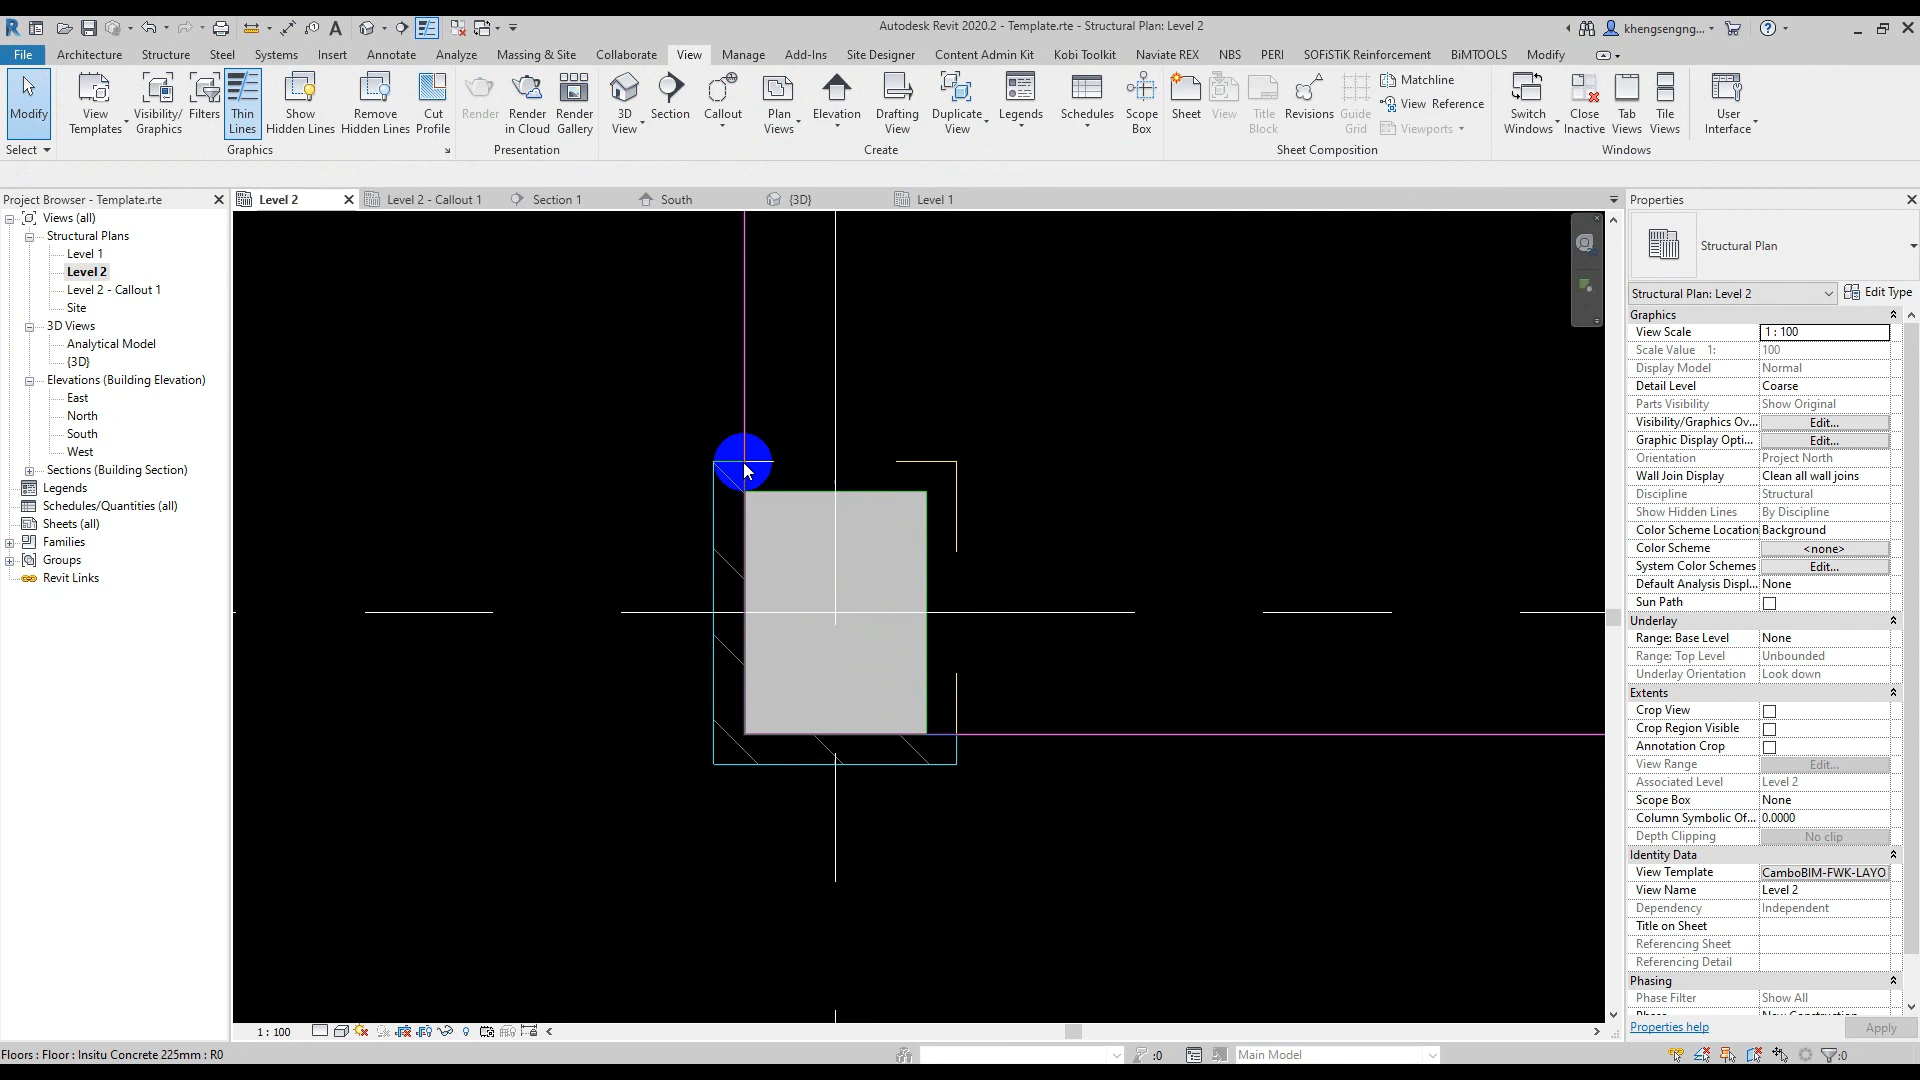 Autodesk Revit 2020.2 - Template.rte - Structural Plan: Level 2
khengsengng...
File Architecture Structure Steel Systems Insert Annotate Analyze Massing & Site Collaborate View Manage Add-Ins Site Designer Content Admin Kit Kobi Toolkit Naviate REX NBS PERI SOFiSTiK Reinforcement BiMTOOLS Modify
Modify
View Templates
Visibility/ Graphics
Filters
Thin Lines
Show Hidden Lines
Remove Hidden Lines
Cut Profile
Render
Render in Cloud
Render Gallery
3D View
Section
Callout
Plan Views
Elevation
Drafting View
Duplicate View
Legends
Schedules
Scope Box
Sheet
View
Title Block
Revisions
Guide Grid
Matchline
View Reference
Viewports
Switch Windows
Close Inactive
Tab Views
Tile Views
User Interface
Select Graphics Presentation Create Sheet Composition Windows
Project Browser - Template.rte
Views (all)
Structural Plans
Level 1
Level 2
Level 2 - Callout 1
Site
3D Views
Analytical Model
{3D}
Elevations (Building Elevation)
East
North
South
West
Sections (Building Section)
Legends
Schedules/Quantities (all)
Sheets (all)
Families
Groups
Revit Links
Level 2 Level 2 - Callout 1 Section 1 South {3D} Level 1
Properties
Structural Plan
Structural Plan: Level 2 Edit Type
Graphics
View Scale 1 : 100
Scale Value 1: 100
Display Model Normal
Detail Level Coarse
Parts Visibility Show Original
Visibility/Graphics Ov... Edit...
Graphic Display Opti... Edit...
Orientation Project North
Wall Join Display Clean all wall joins
Discipline Structural
Show Hidden Lines By Discipline
Color Scheme Location Background
Color Scheme <none>
System Color Schemes Edit...
Default Analysis Displ... None
Sun Path
Underlay
Range: Base Level None
Range: Top Level Unbounded
Underlay Orientation Look down
Extents
Crop View
Crop Region Visible
Annotation Crop
View Range Edit...
Associated Level Level 2
Scope Box None
Column Symbolic Of... 0.0000
Depth Clipping No clip
Identity Data
View Template CamboBIM-FWK-LAYO
View Name Level 2
Dependency Independent
Title on Sheet
Referencing Sheet
Referencing Detail
Phasing
Phase Filter Show All
Properties help Apply
1 : 100
Floors : Floor : Insitu Concrete 225mm : R0
:0
Main Model
:0